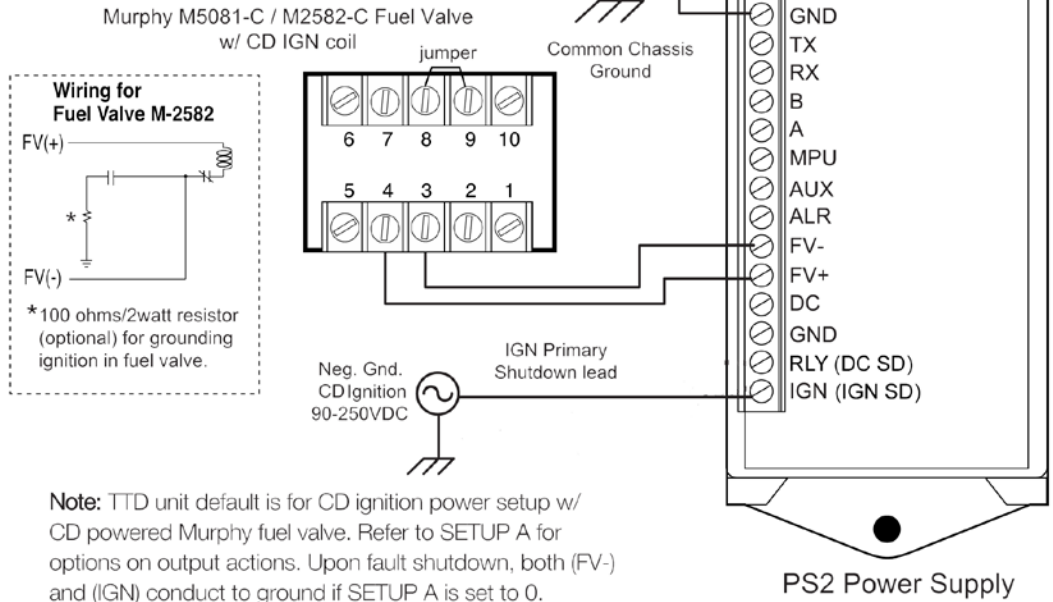 Murphy M5081-C / M2582-C Fuel Valve
w/ CD IGN coil
jumper
Common Chassis
Ground
Wiring for
Fuel Valve M-2582
FV(+)
*
FV(-)
*100 ohms/2watt resistor
(optional) for grounding
ignition in fuel valve.
6 7 8 9 10
5 4 3 2 1
GND
TX
RX
B
A
MPU
AUX
ALR
FV-
FV+
DC
GND
RLY (DC SD)
IGN (IGN SD)
IGN Primary
Shutdown lead
Neg. Gnd.
CD Ignition
90-250VDC
Note: TTD unit default is for CD ignition power setup w/
CD powered Murphy fuel valve. Refer to SETUP A for
options on output actions. Upon fault shutdown, both (FV-)
and (IGN) conduct to ground if SETUP A is set to 0.
PS2 Power Supply